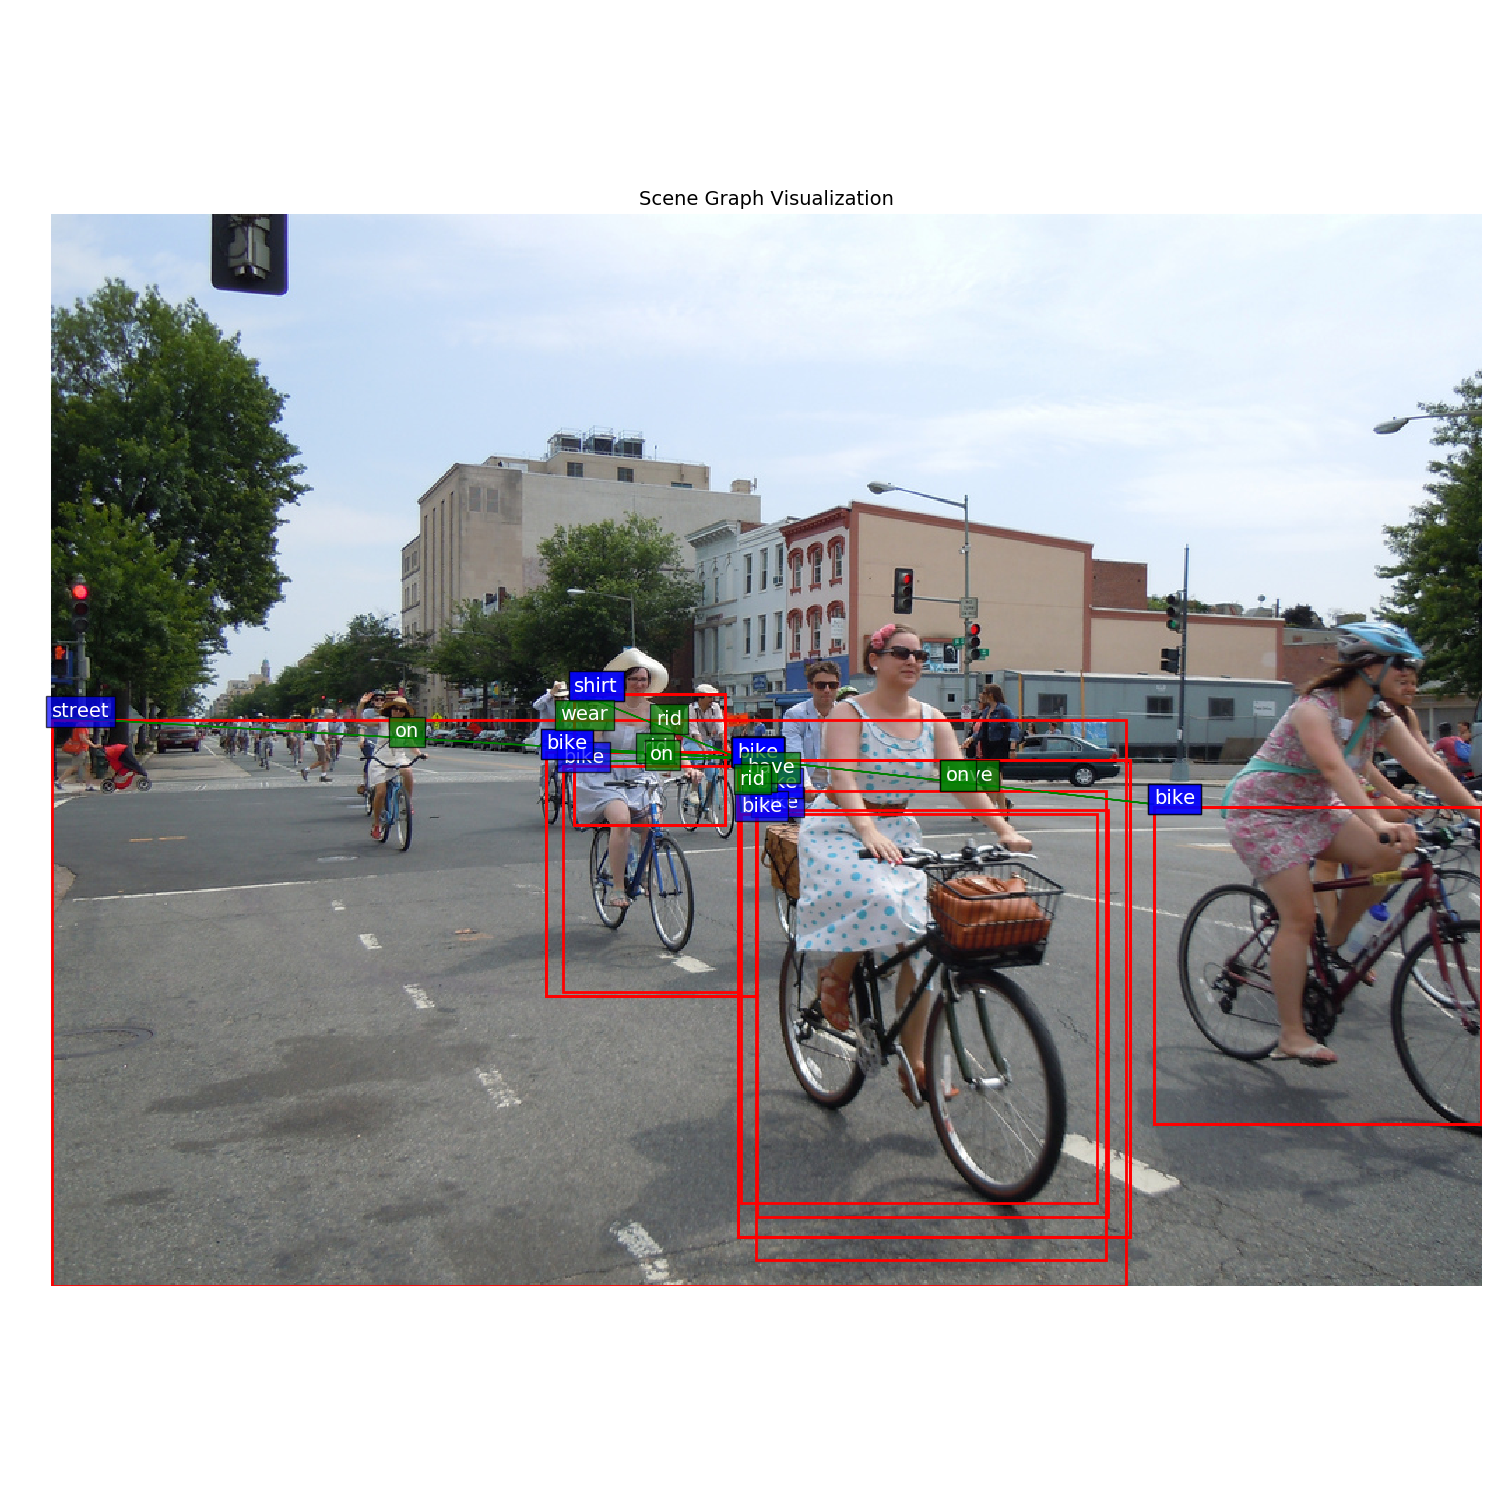 Scene Graph Visualization
shirt
street
wear
rid
on
bike
bike
on
bike
have
rid
on
bike
bike